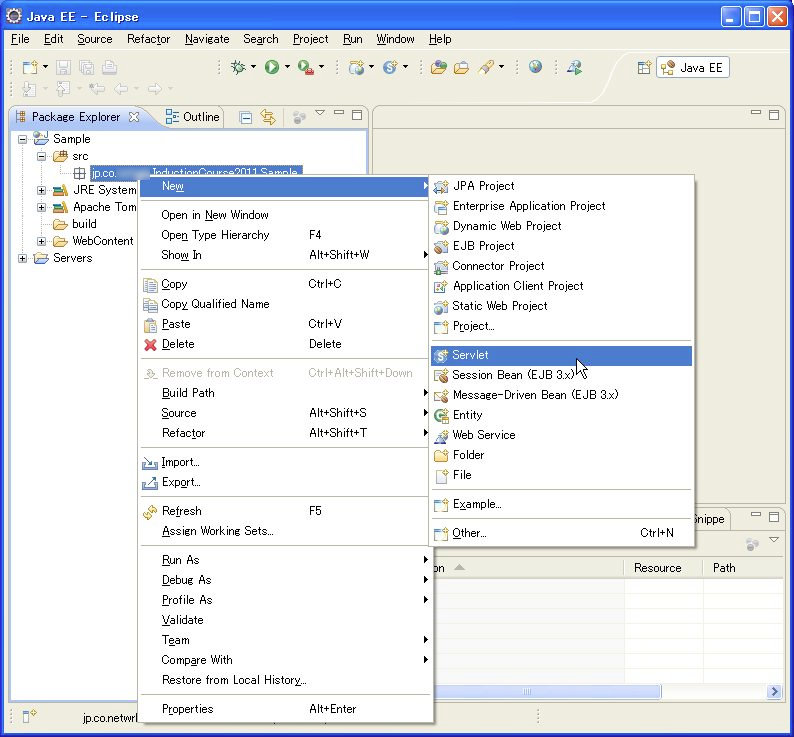 Java EE - Eclipse
File Edit Source Refactor Navigate Search Project Run Window Help
Java EE
Package Explorer Outline
Sample
src
jp.co. InductionCourse2011.Sample
JRE System
Apache Tom
build
WebContent
Servers
New
Open in New Window
Open Type Hierarchy F4
Show In Alt+Shift+W
Copy Ctrl+C
Copy Qualified Name
Paste Ctrl+V
Delete Delete
Remove from Context Ctrl+Alt+Shift+Down
Build Path
Source Alt+Shift+S
Refactor Alt+Shift+T
Import...
Export...
Refresh F5
Assign Working Sets...
Run As
Debug As
Profile As
Validate
Team
Compare With
Restore from Local History...
Properties Alt+Enter
JPA Project
Enterprise Application Project
Dynamic Web Project
EJB Project
Connector Project
Application Client Project
Static Web Project
Project...
Servlet
Session Bean (EJB 3.x)
Message-Driven Bean (EJB 3.x)
Entity
Web Service
Folder
File
Example...
Other... Ctrl+N
Snippe
on Resource Path
jp.co.netwr